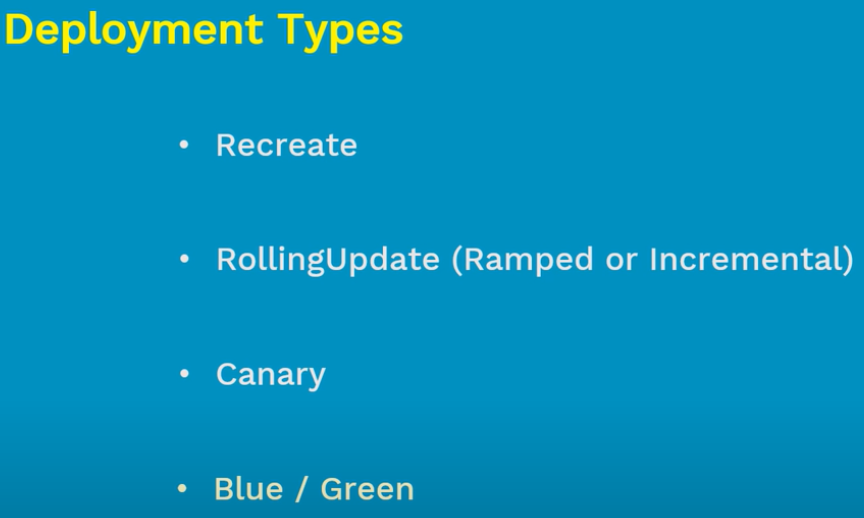 Deployment Types
• Recreate
• RollingUpdate (Ramped or Incremental)
• Canary
• Blue / Green